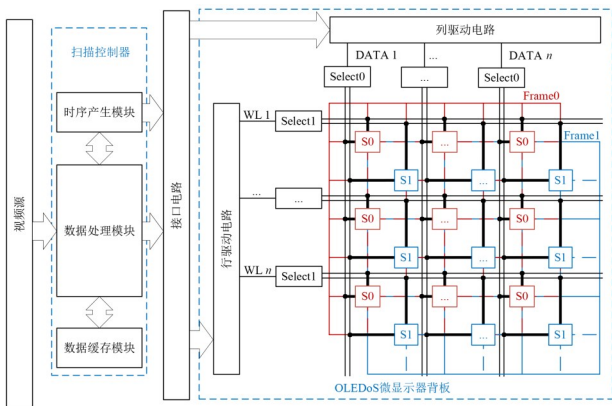 列驱动电路
扫描控制器
DATA 1
...
DATA n
Select0
...
Select0
Frame0
时序产生模块
WL 1
Select1
Frame1
S0
...
S0
S1
...
S1
视频源
数据处理模块
接口电路
行驱动电路
...
...
S0
...
S0
S1
...
S1
WL n
Select1
S0
...
S0
数据缓存模块
S1
...
S1
OLEDoS微显示器背板